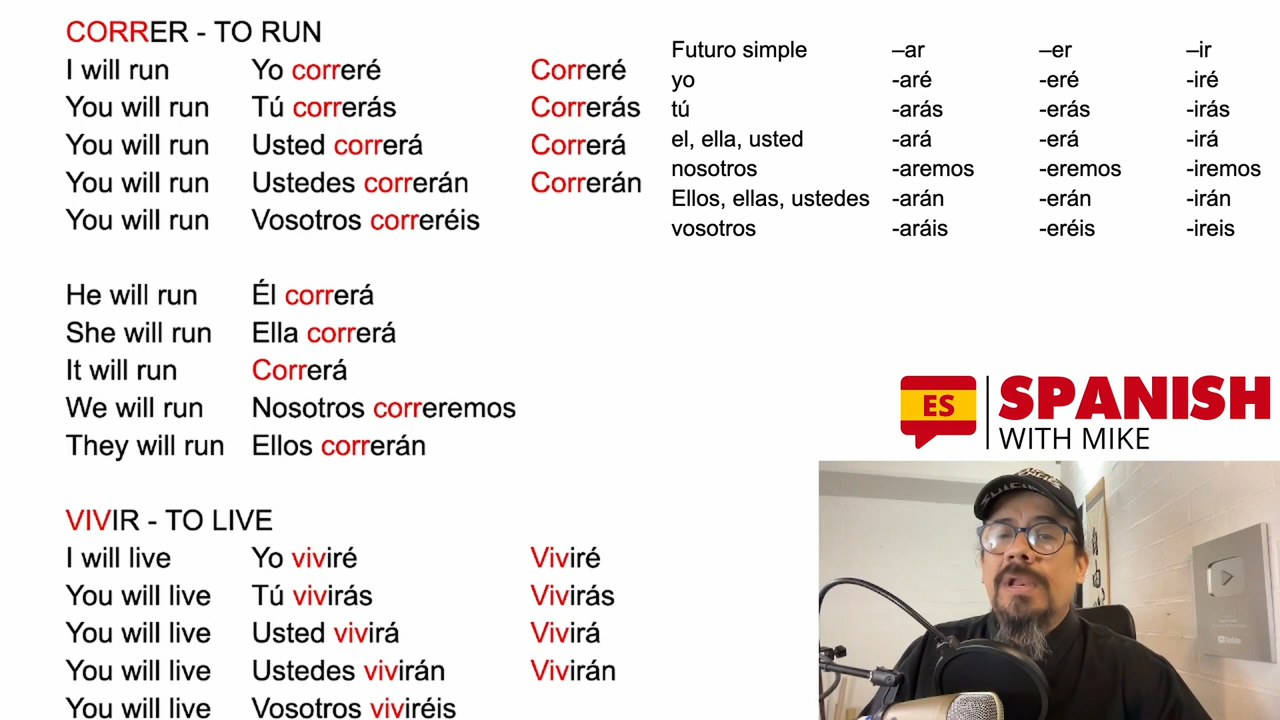 CORRER - TO RUN
I will run Yo correré Correré
You will run Tú correrás Correrás
You will run Usted correrá Correrá
You will run Ustedes correrán Correrán
You will run Vosotros correréis
He will run Él correrá
She will run Ella correrá
It will run Correrá
We will run Nosotros correremos
They will run Ellos correrán
VIVIR - TO LIVE
I will live Yo viviré Viviré
You will live Tú vivirás Vivirás
You will live Usted vivirá Vivirá
You will live Ustedes vivirán Vivirán
You will live Vosotros viviréis
Futuro simple –ar –er –ir
yo -aré -eré -iré
tú -arás -erás -irás
el, ella, usted -ará -erá -irá
nosotros -aremos -eremos -iremos
Ellos, ellas, ustedes -arán -erán -irán
vosotros -aráis -eréis -ireis
ES
SPANISH
WITH MIKE
自由
YouTube